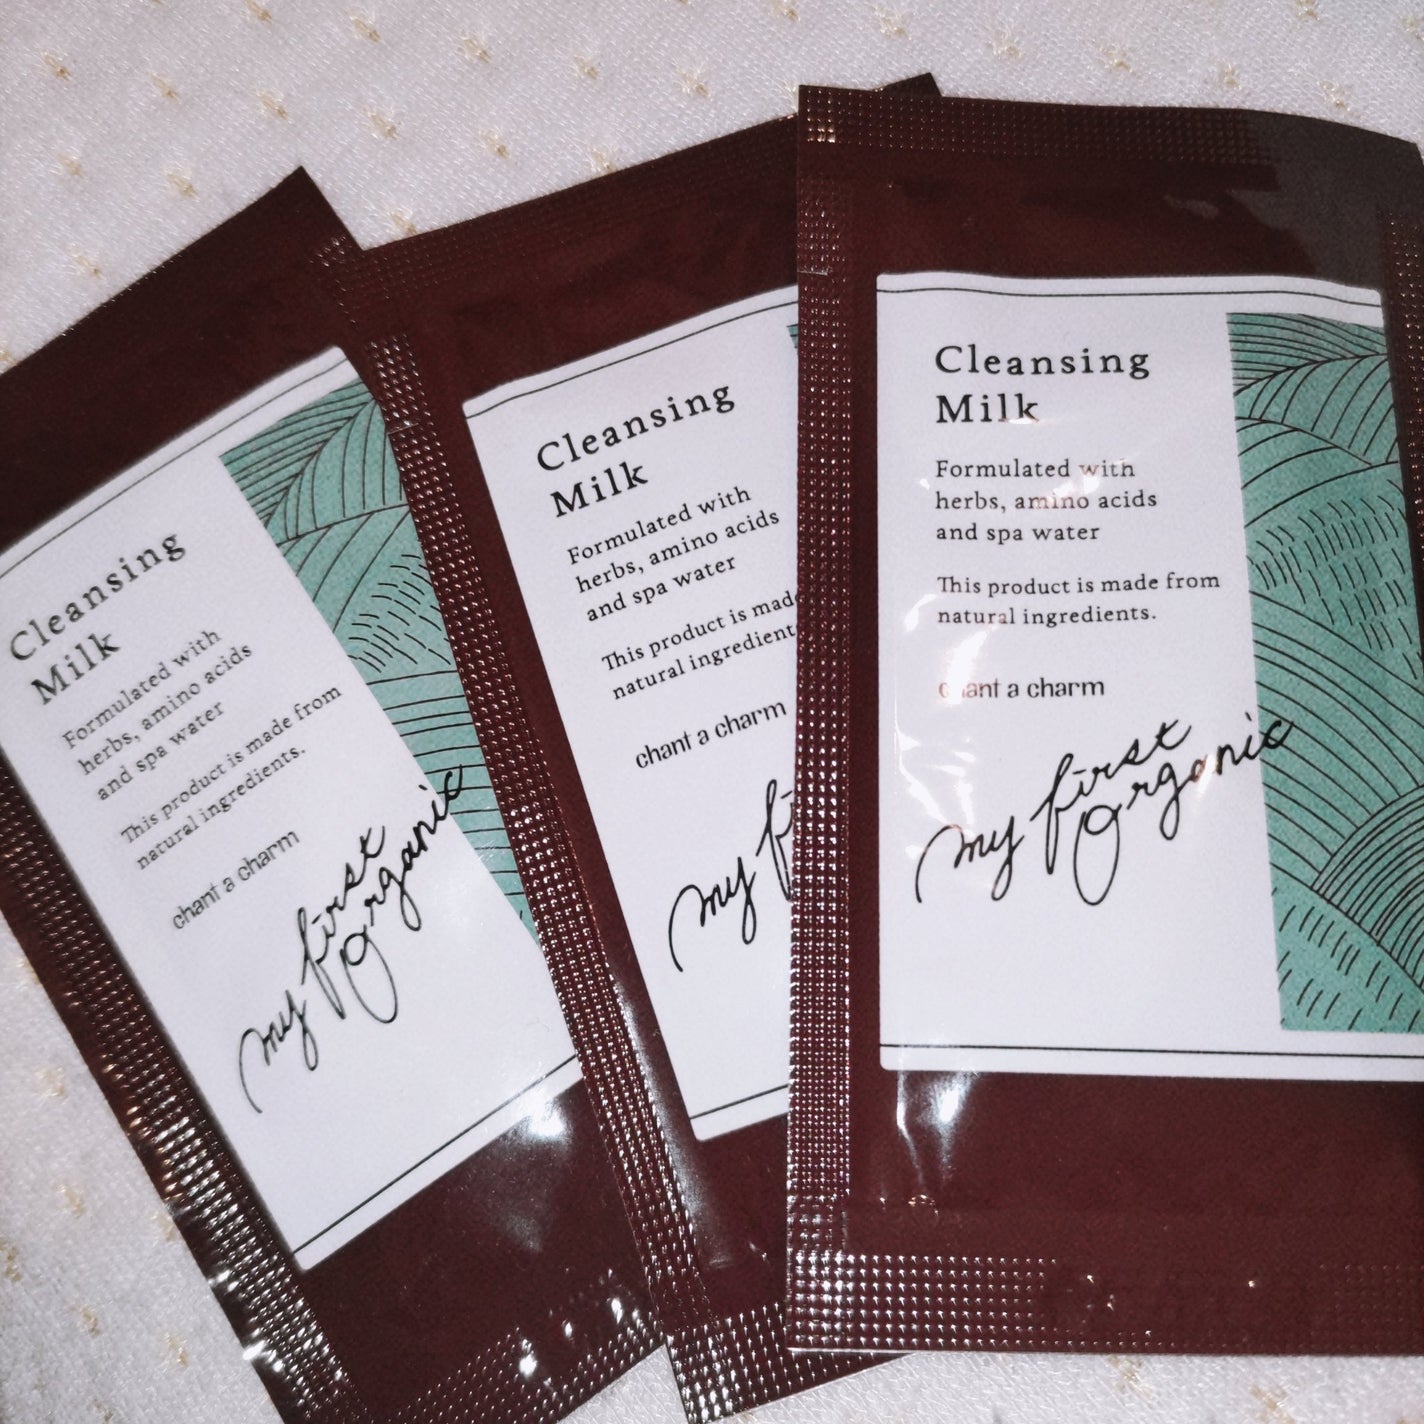 Cleansing
Milk
Formulated with
herbs, amino acids
and spa water
This product is made from
natural ingredients.
chant a charm
my first
Organic
Cleansing
Milk
Formulated with
herbs, amino acids
and spa water
This product is made
natural ingredient
chant a charm
my fi
Cleansing
Milk
Formulated with
herbs, amino acids
and spa water
This product is made from
natural ingredients.
chant a charm
my first
Organic